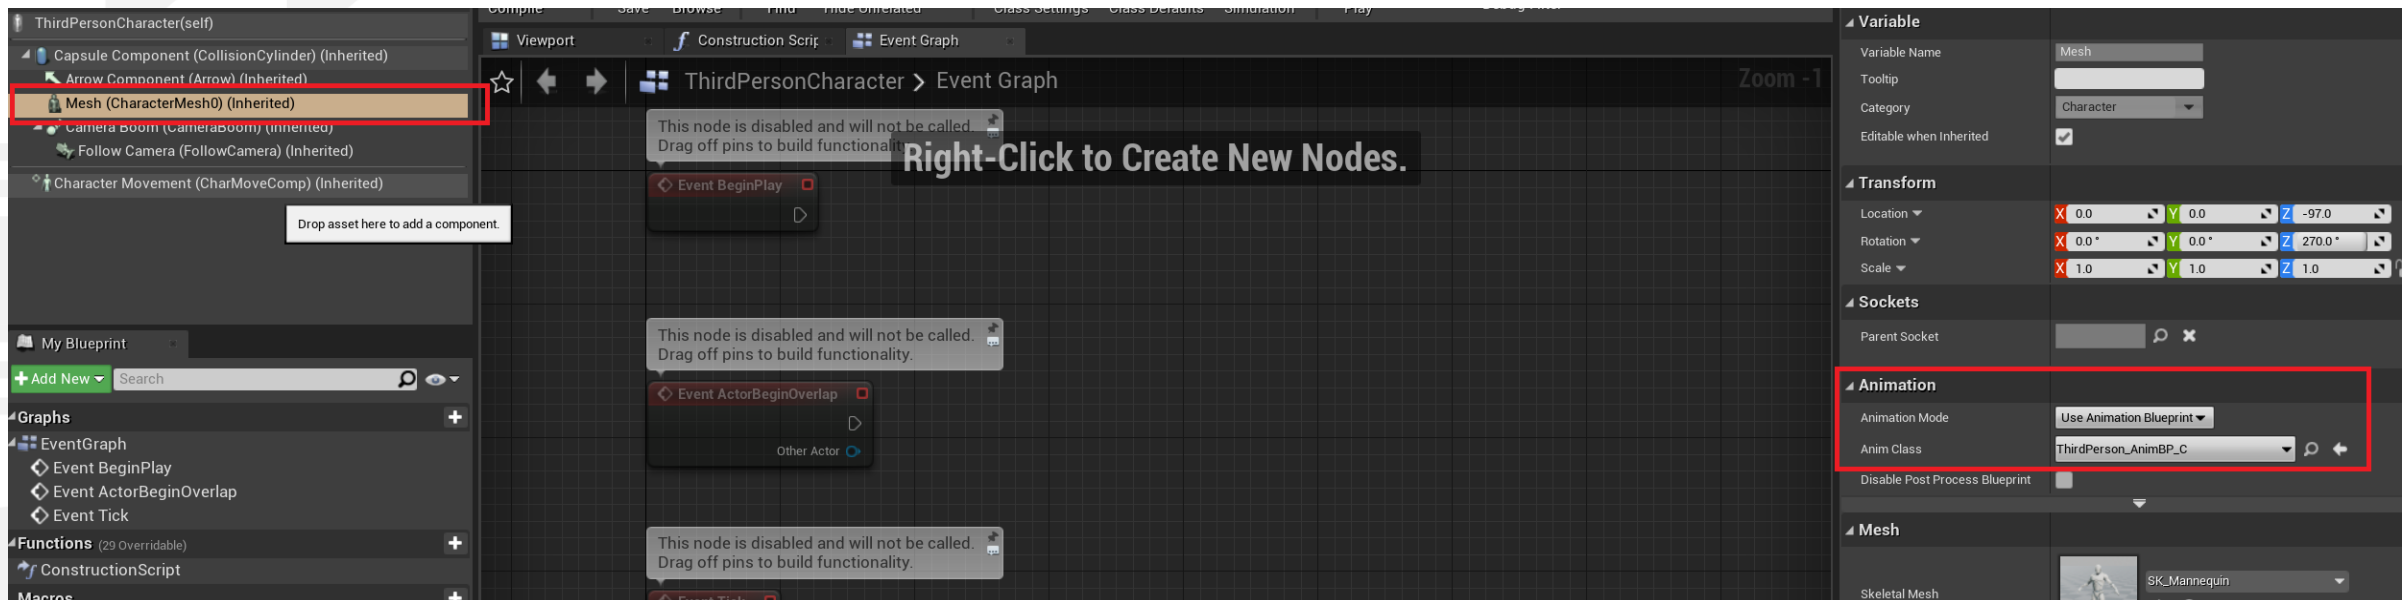 ThirdPersonCharacter(self)
Capsule Component (CollisionCylinder) (Inherited)
Arrow Component (Arrow) (Inherited)
Mesh (CharacterMesh0) (Inherited)
Camera Boom (CameraBoom) (Inherited)
Follow Camera (FollowCamera) (Inherited)
Character Movement (CharMoveComp) (Inherited)
Drop asset here to add a component.
My Blueprint
Add New
Search
Graphs
EventGraph
Event BeginPlay
Event ActorBeginOverlap
Event Tick
Functions (29 Overridable)
ConstructionScript
Macros
Compile Save Browse Find Hide Unrelated Class Settings Class Defaults Simulation Play Debug Filter
Viewport
Construction Scrip
Event Graph
ThirdPersonCharacter > Event Graph
Zoom -1
This node is disabled and will not be called.
Drag off pins to build functionality.
Right-Click to Create New Nodes.
Event BeginPlay
This node is disabled and will not be called.
Drag off pins to build functionality.
Event ActorBeginOverlap
Other Actor
This node is disabled and will not be called.
Drag off pins to build functionality.
Event Tick
Variable
Variable Name Mesh
Tooltip
Category Character
Editable when Inherited
Transform
Location X 0.0 Y 0.0 Z -97.0
Rotation X 0.0° Y 0.0° Z 270.0°
Scale X 1.0 Y 1.0 Z 1.0
Sockets
Parent Socket
Animation
Animation Mode Use Animation Blueprint
Anim Class ThirdPerson_AnimBP_C
Disable Post Process Blueprint
Mesh
Skeletal Mesh SK_Mannequin